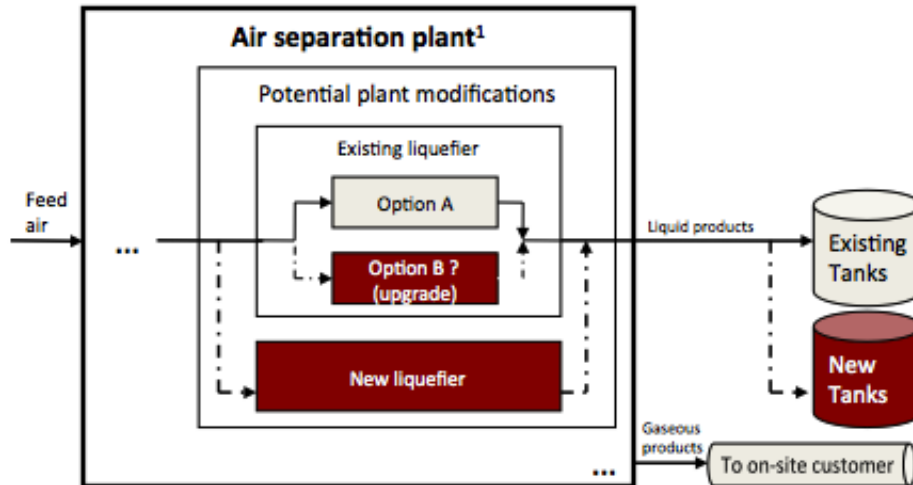 Air separation plant¹
Potential plant modifications
Existing liquefier
Feed
air
Option A
...
Option B ?
(upgrade)
New liquefier
Liquid products
Existing
Tanks
New
Tanks
Gaseous
products
...
To on-site customer